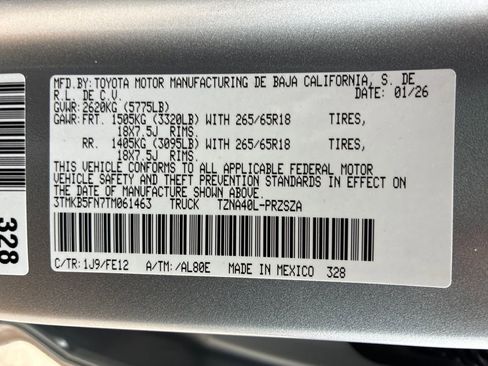 MFD.BY:TOYOTA MOTOR MANUFACTURING DE BAJA CALIFORNIA, S. DE
R.L. DE C.V. DATE: 01/26
GVWR:2620KG (5775LB)
GAWR:FRT. 1505KG (3320LB) WITH 265/65R18 TIRES,
18X7.5J RIMS.
RR. 1405KG (3095LB) WITH 265/65R18 TIRES,
18X7.5J RIMS.
THIS VEHICLE CONFORMS TO ALL APPLICABLE FEDERAL MOTOR
VEHICLE SAFETY AND THEFT PREVENTION STANDARDS IN EFFECT ON
THE DATE OF MANUFACTURE SHOWN ABOVE.
3TMKB5FN7TM061463 TRUCK TZNA40L-PRZSZA
C/TR:1J9/FE12 A/TM:/AL80E MADE IN MEXICO 328
328